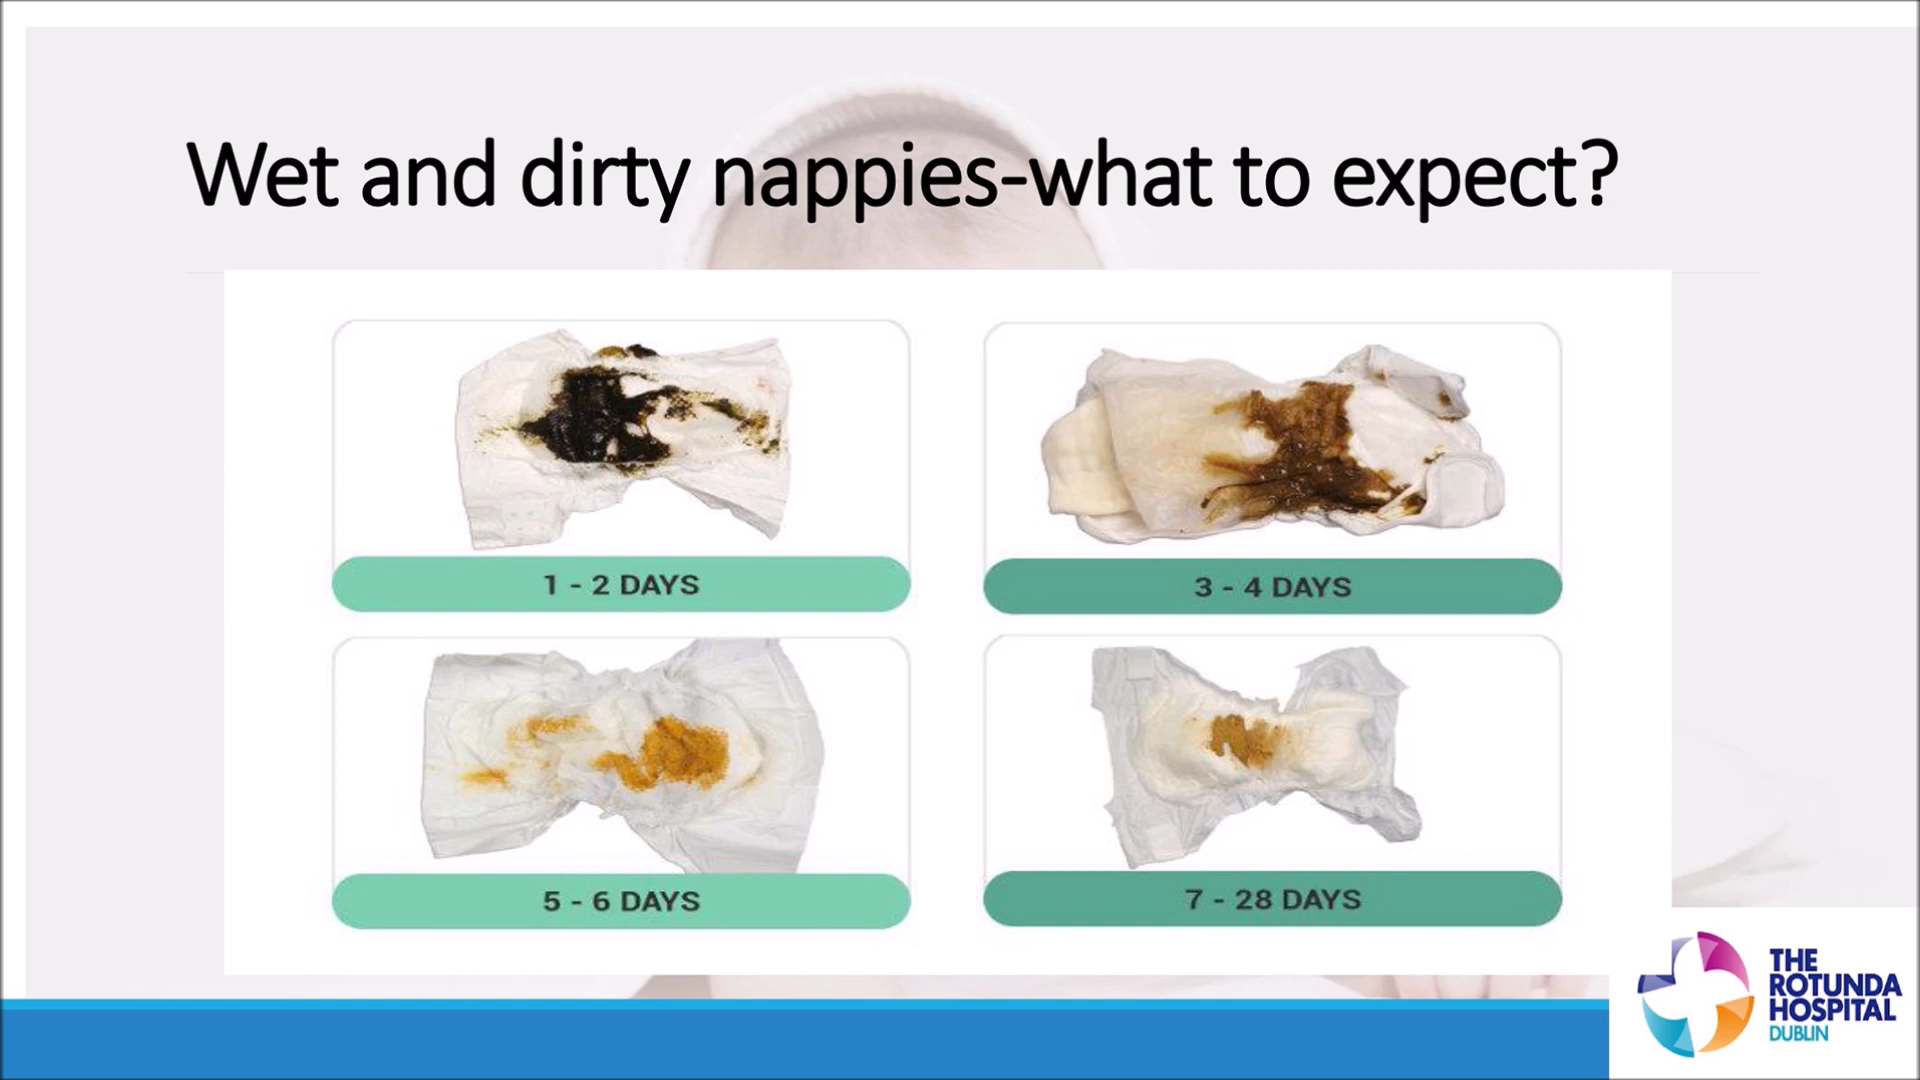 Wet and dirty nappies-what to expect?
1 - 2 DAYS
3 - 4 DAYS
5 - 6 DAYS
7 - 28 DAYS
THE
ROTUNDA
HOSPITAL
DUBLIN